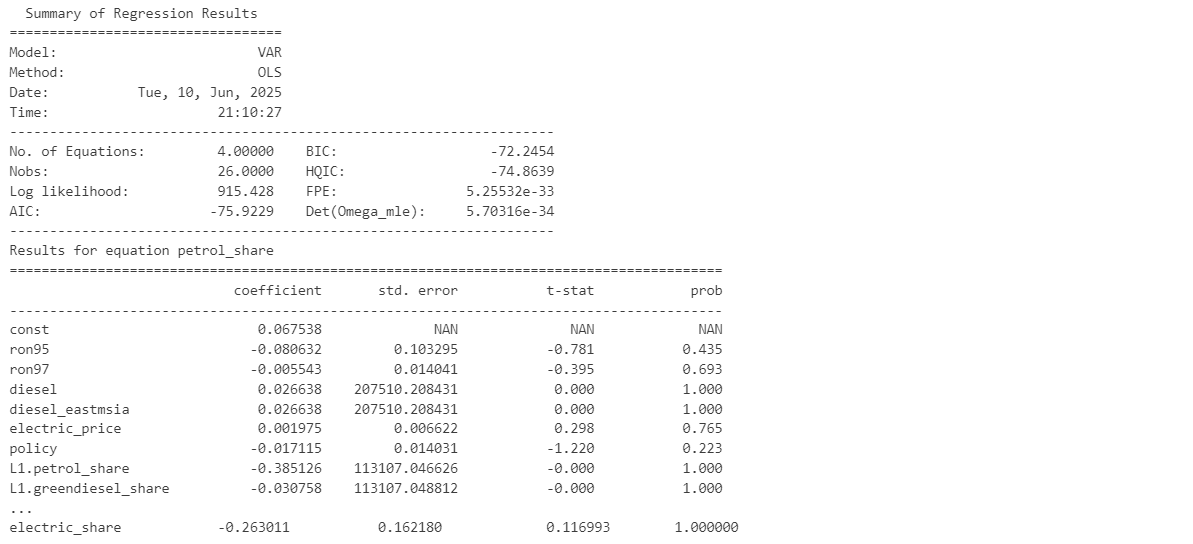 Summary of Regression Results
==================================
Model:                         VAR
Method:                        OLS
Date:           Tue, 10, Jun, 2025
Time:                     21:10:27
--------------------------------------------------------------------
No. of Equations:         4.00000    BIC:                   -72.2454
Nobs:                     26.0000    HQIC:                  -74.8639
Log likelihood:           915.428    FPE:                5.25532e-33
AIC:                     -75.9229    Det(Omega_mle):     5.70316e-34
--------------------------------------------------------------------
Results for equation petrol_share
=========================================================================================
                            coefficient       std. error           t-stat            prob
-----------------------------------------------------------------------------------------
const                          0.067538              NAN              NAN             NAN
ron95                         -0.080632         0.103295           -0.781           0.435
ron97                         -0.005543         0.014041           -0.395           0.693
diesel                         0.026638    207510.208431            0.000           1.000
diesel_eastmsia                0.026638    207510.208431            0.000           1.000
electric_price                 0.001975         0.006622            0.298           0.765
policy                        -0.017115         0.014031           -1.220           0.223
L1.petrol_share               -0.385126    113107.046626           -0.000           1.000
L1.greendiesel_share          -0.030758    113107.048812           -0.000           1.000
...
electric_share            -0.263011           0.162180             0.116993        1.000000